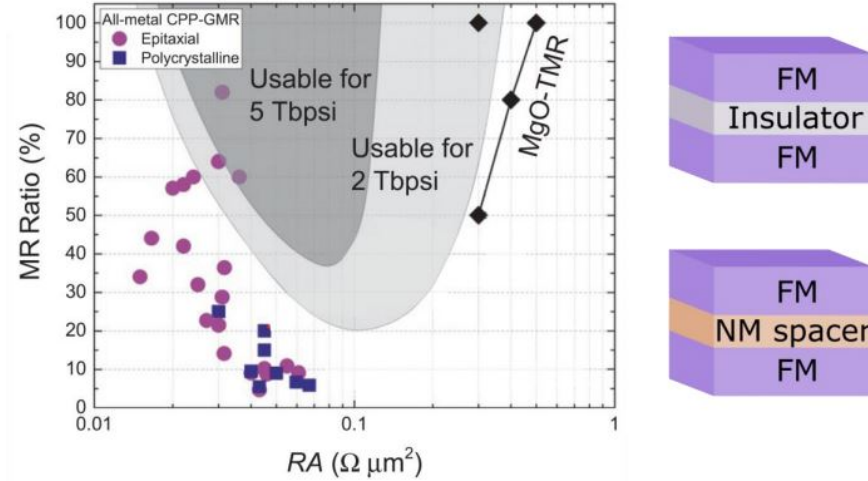 All-metal CPP-GMR
Epitaxial
Polycrystalline
100
90
80
70
60
50
40
30
20
10
0
MR Ratio (%)
Usable for
5 Tbpsi
Usable for
2 Tbpsi
MgO-TMR
0.01
0.1
1
RA (Ω μm²)
FM
Insulator
FM
FM
NM spacer
FM